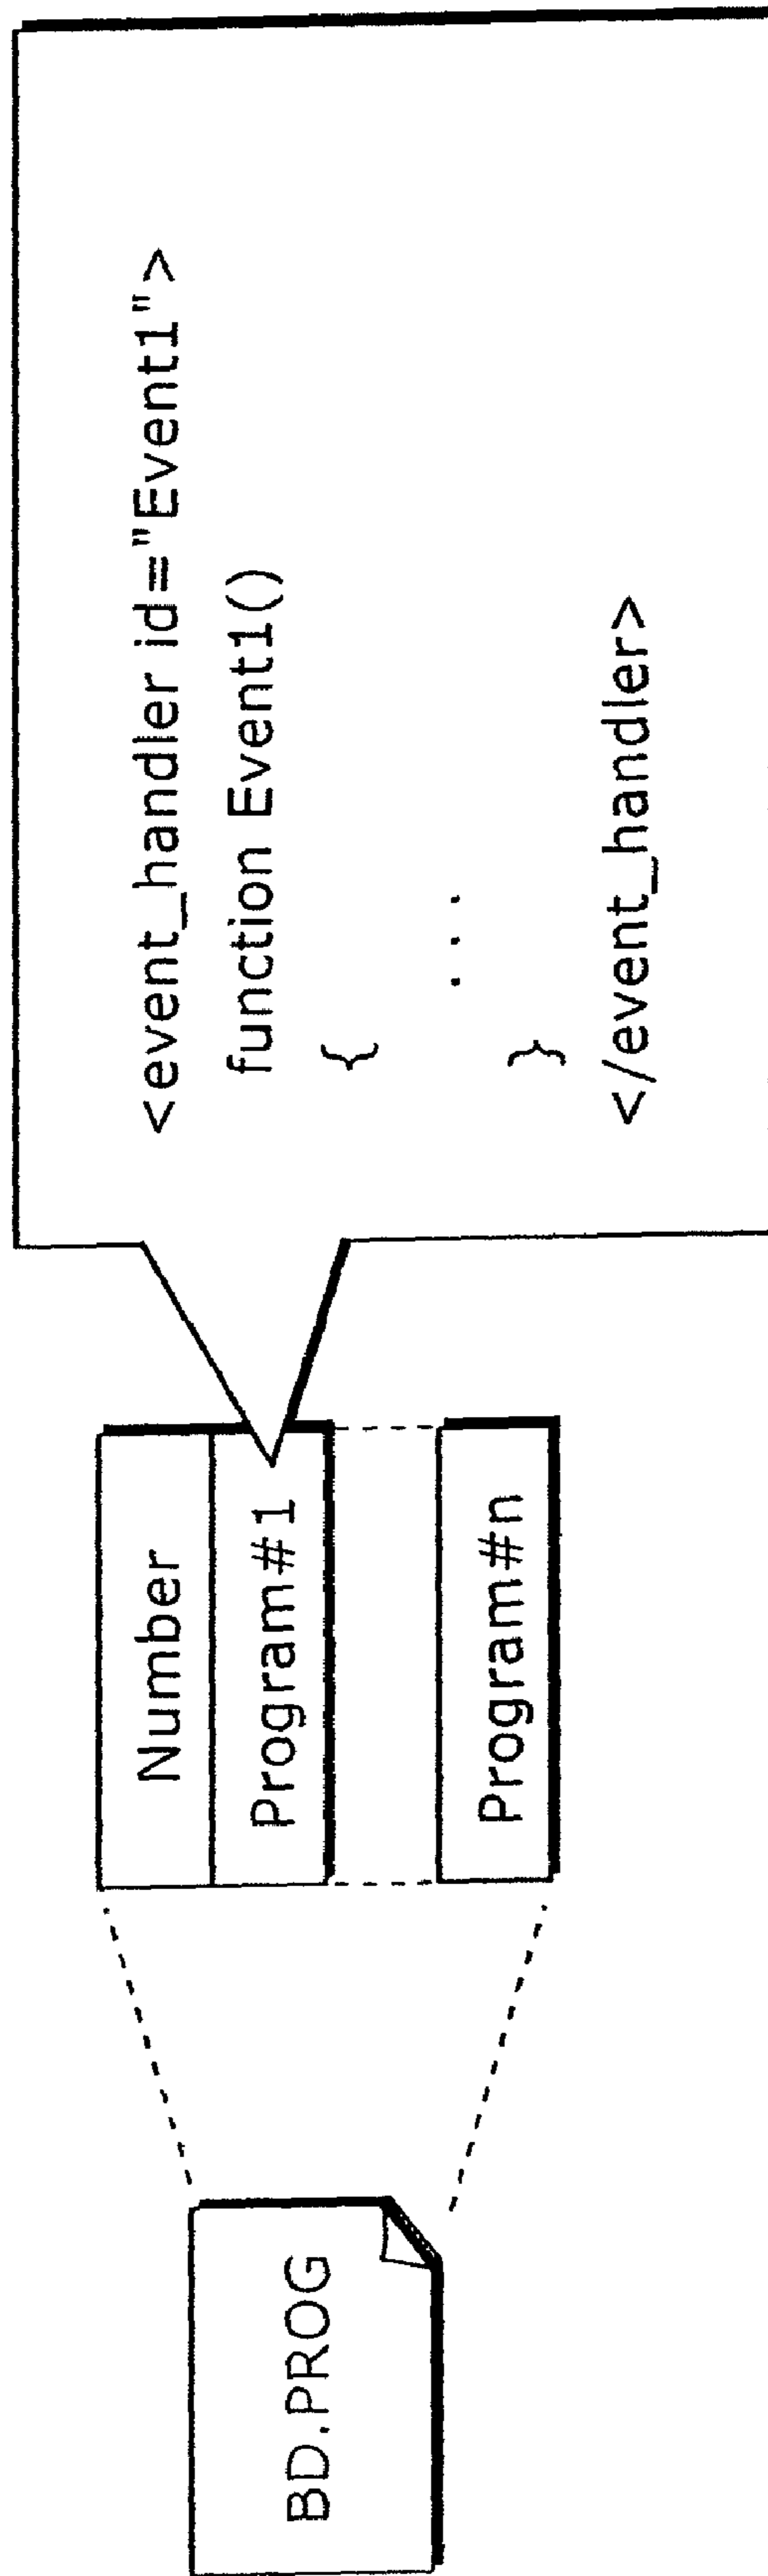 BD.PROG
Number
Program#1
Program#n
<event_handler id="Event1">
function Event1()
{
...
}
</event_handler>